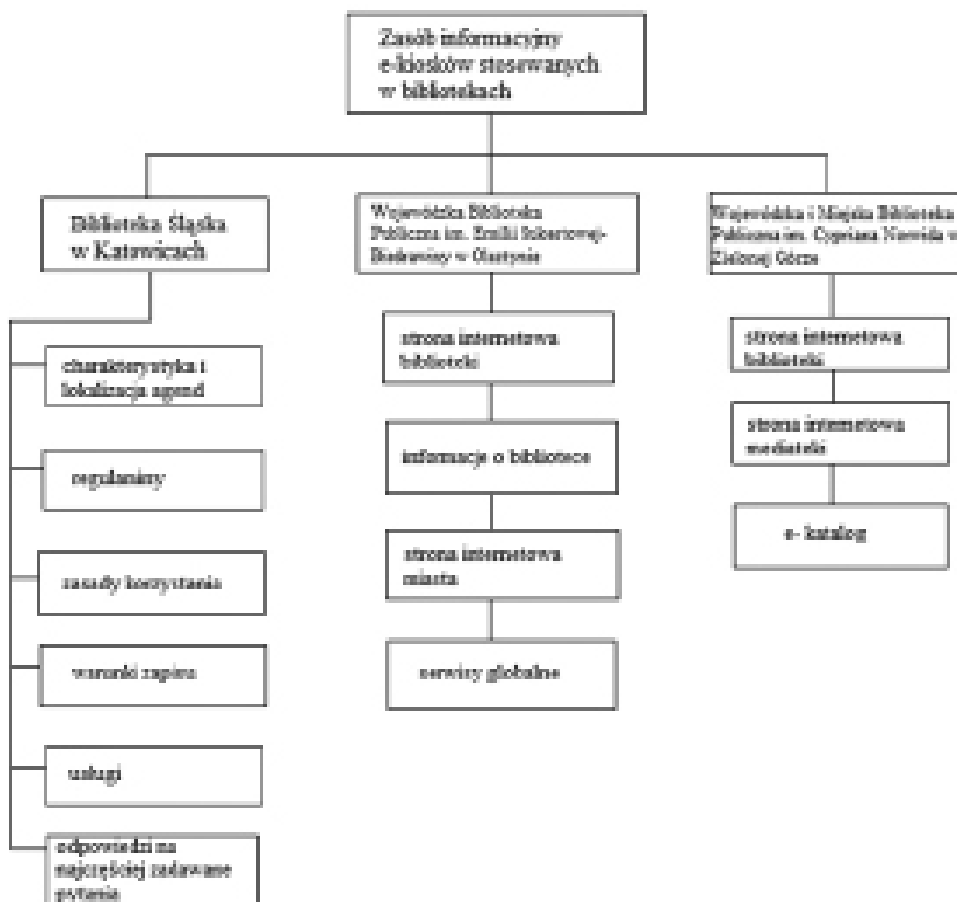 Zasób informacyjny
e-kiosków stosowanych
w bibliotekach
Biblioteka Śląska
w Katowicach
charakterystyka i
lokalizacja agend
regulaminy
zasady korzystania
warunki zapisu
usługi
odpowiedzi na
najczęściej zadawane
pytania
Wojewódzka Biblioteka
Publiczna im. Emilii Sukertowej-
Biedrawiny w Olsztynie
strona internetowa
biblioteki
informacje o bibliotece
strona internetowa
miasta
serwisy globalne
Wojewódzka i Miejska Biblioteka
Publiczna im. Cypriana Norwida w
Zielonej Górze
strona internetowa
biblioteki
strona internetowa
mediateki
e- katalog